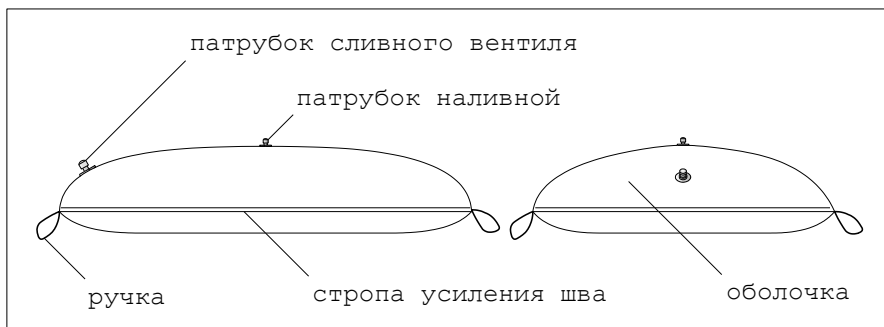 патрубок сливного вентиля
патрубок наливной
ручка
стропа усиления шва
оболочка